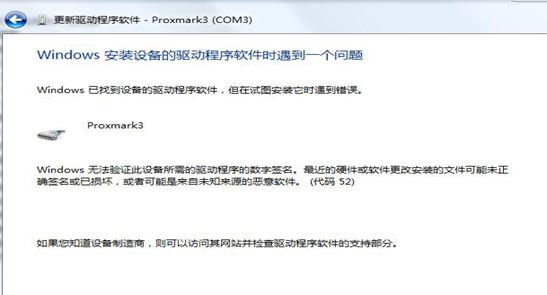 更新驱动程序软件 - Proxmark3 (COM3)
Windows 安装设备的驱动程序软件时遇到一个问题
Windows 已找到设备的驱动程序软件，但在试图安装它时遇到错误。
Proxmark3
Windows 无法验证此设备所需的驱动程序的数字签名。最近的硬件或软件更改安装的文件可能未正
确签名或已损坏，或者可能是来自未知来源的恶意软件。 (代码 52)
如果您知道设备制造商，则可以访问其网站并检查驱动程序软件的支持部分。